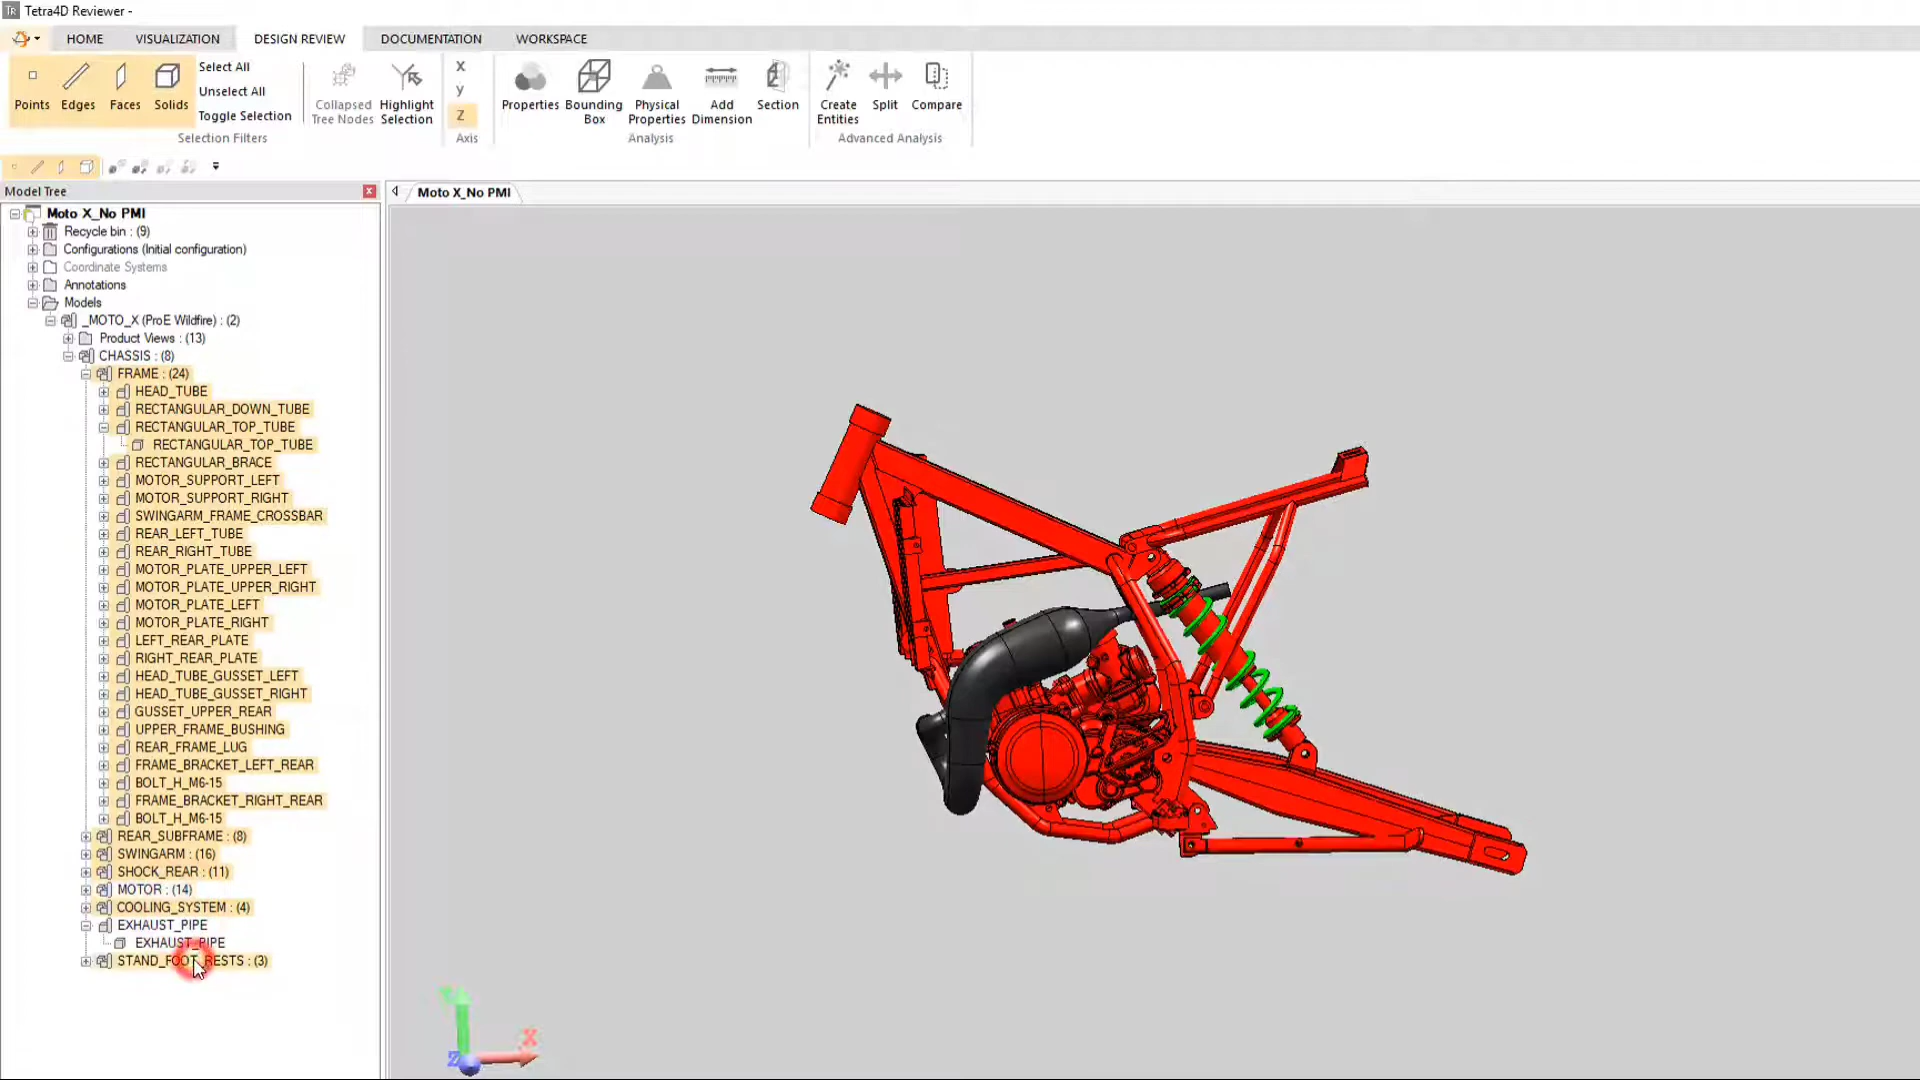 TR Tetra4D Reviewer -
HOME VISUALIZATION DESIGN REVIEW DOCUMENTATION WORKSPACE
Points Edges Faces Solids
Select All
Unselect All
Toggle Selection
Selection Filters
Collapsed Tree Nodes
Highlight Selection
X
y
Z
Axis
Properties
Bounding Box
Physical Properties
Add Dimension
Section
Analysis
Create Entities
Split
Compare
Advanced Analysis
Model Tree
Moto X_No PMI
Moto X_No PMI
Recycle bin : (9)
Configurations (Initial configuration)
Coordinate Systems
Annotations
Models
_MOTO_X (ProE Wildfire) : (2)
Product Views : (13)
CHASSIS : (8)
FRAME : (24)
HEAD_TUBE
RECTANGULAR_DOWN_TUBE
RECTANGULAR_TOP_TUBE
RECTANGULAR_TOP_TUBE
RECTANGULAR_BRACE
MOTOR_SUPPORT_LEFT
MOTOR_SUPPORT_RIGHT
SWINGARM_FRAME_CROSSBAR
REAR_LEFT_TUBE
REAR_RIGHT_TUBE
MOTOR_PLATE_UPPER_LEFT
MOTOR_PLATE_UPPER_RIGHT
MOTOR_PLATE_LEFT
MOTOR_PLATE_RIGHT
LEFT_REAR_PLATE
RIGHT_REAR_PLATE
HEAD_TUBE_GUSSET_LEFT
HEAD_TUBE_GUSSET_RIGHT
GUSSET_UPPER_REAR
UPPER_FRAME_BUSHING
REAR_FRAME_LUG
FRAME_BRACKET_LEFT_REAR
BOLT_H_M6-15
FRAME_BRACKET_RIGHT_REAR
BOLT_H_M6-15
REAR_SUBFRAME : (8)
SWINGARM : (16)
SHOCK_REAR : (11)
MOTOR : (14)
COOLING_SYSTEM : (4)
EXHAUST_PIPE
EXHAUST_PIPE
STAND_FOOT_RESTS : (3)
Y
X
Z